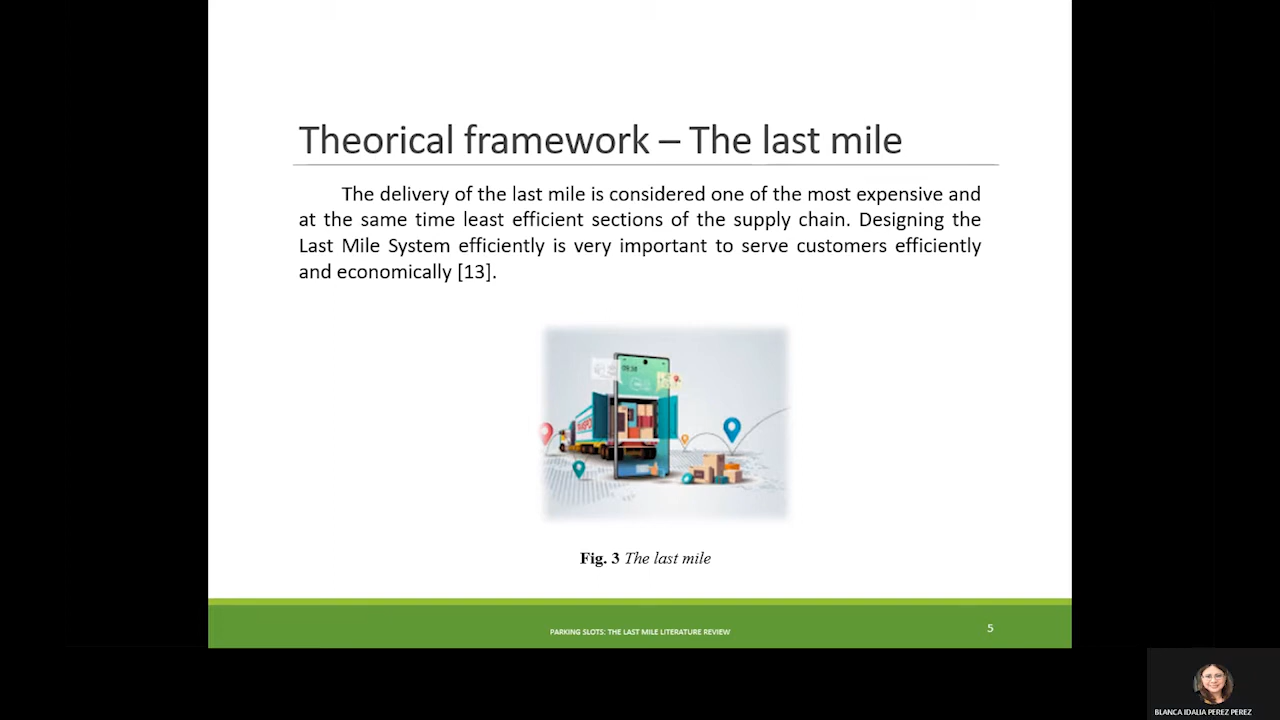 Theorical framework – The last mile
The delivery of the last mile is considered one of the most expensive and
at the same time least efficient sections of the supply chain. Designing the
Last Mile System efficiently is very important to serve customers efficiently
and economically [13].
09:38
Fig. 3 The last mile
PARKING SLOTS: THE LAST MILE LITERATURE REVIEW
5
BLANCA IDALIA PEREZ PEREZ